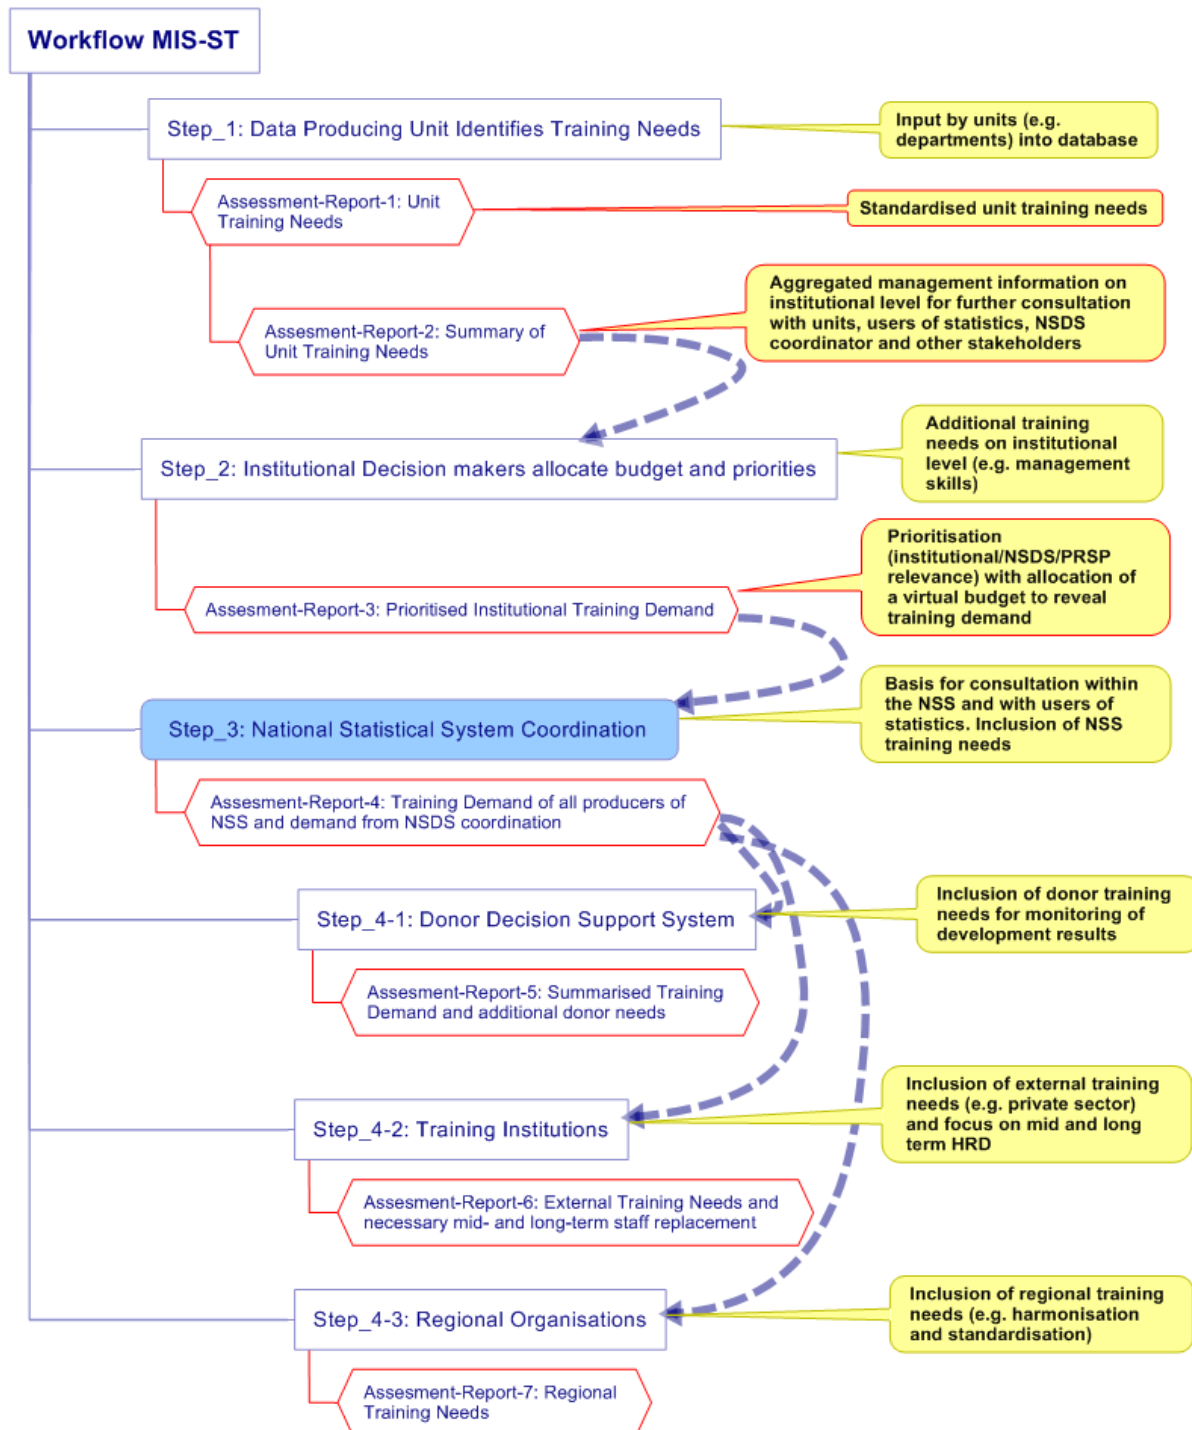 Workflow MIS-ST
Step_1: Data Producing Unit Identifies Training Needs
Input by units (e.g.
departments) into database
Assessment-Report-1: Unit
Training Needs
Standardised unit training needs
Assesment-Report-2: Summary of
Unit Training Needs
Aggregated management information on
institutional level for further consultation
with units, users of statistics, NSDS
coordinator and other stakeholders
Step_2: Institutional Decision makers allocate budget and priorities
Additional training
needs on institutional
level (e.g. management
skills)
Assesment-Report-3: Prioritised Institutional Training Demand
Prioritisation
(institutional/NSDS/PRSP
relevance) with allocation of
a virtual budget to reveal
training demand
Step_3: National Statistical System Coordination
Basis for consultation within
the NSS and with users of
statistics. Inclusion of NSS
training needs
Assesment-Report-4: Training Demand of all producers of
NSS and demand from NSDS coordination
Step_4-1: Donor Decision Support System
Inclusion of donor training
needs for monitoring of
development results
Assesment-Report-5: Summarised Training
Demand and additional donor needs
Step_4-2: Training Institutions
Inclusion of external training
needs (e.g. private sector)
and focus on mid and long
term HRD
Assesment-Report-6: External Training Needs and
necessary mid- and long-term staff replacement
Step_4-3: Regional Organisations
Inclusion of regional training
needs (e.g. harmonisation
and standardisation)
Assesment-Report-7: Regional
Training Needs